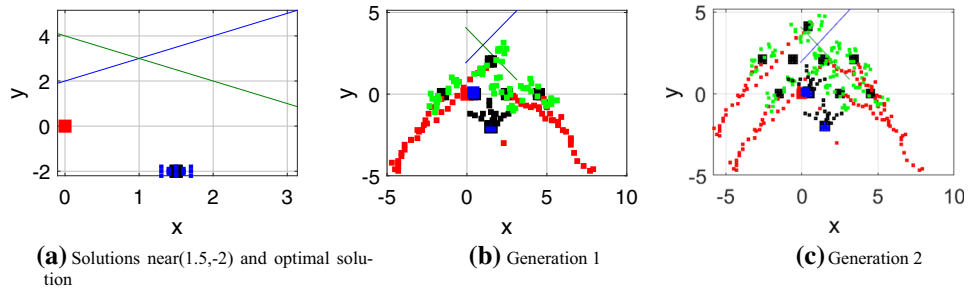 4
2
0
-2
y
0 1 2 3
x
(a) Solutions near(1.5,-2) and optimal solu-
tion
5
0
-5
y
-5 0 5 10
x
(b) Generation 1
5
0
-5
y
-5 0 5 10
x
(c) Generation 2